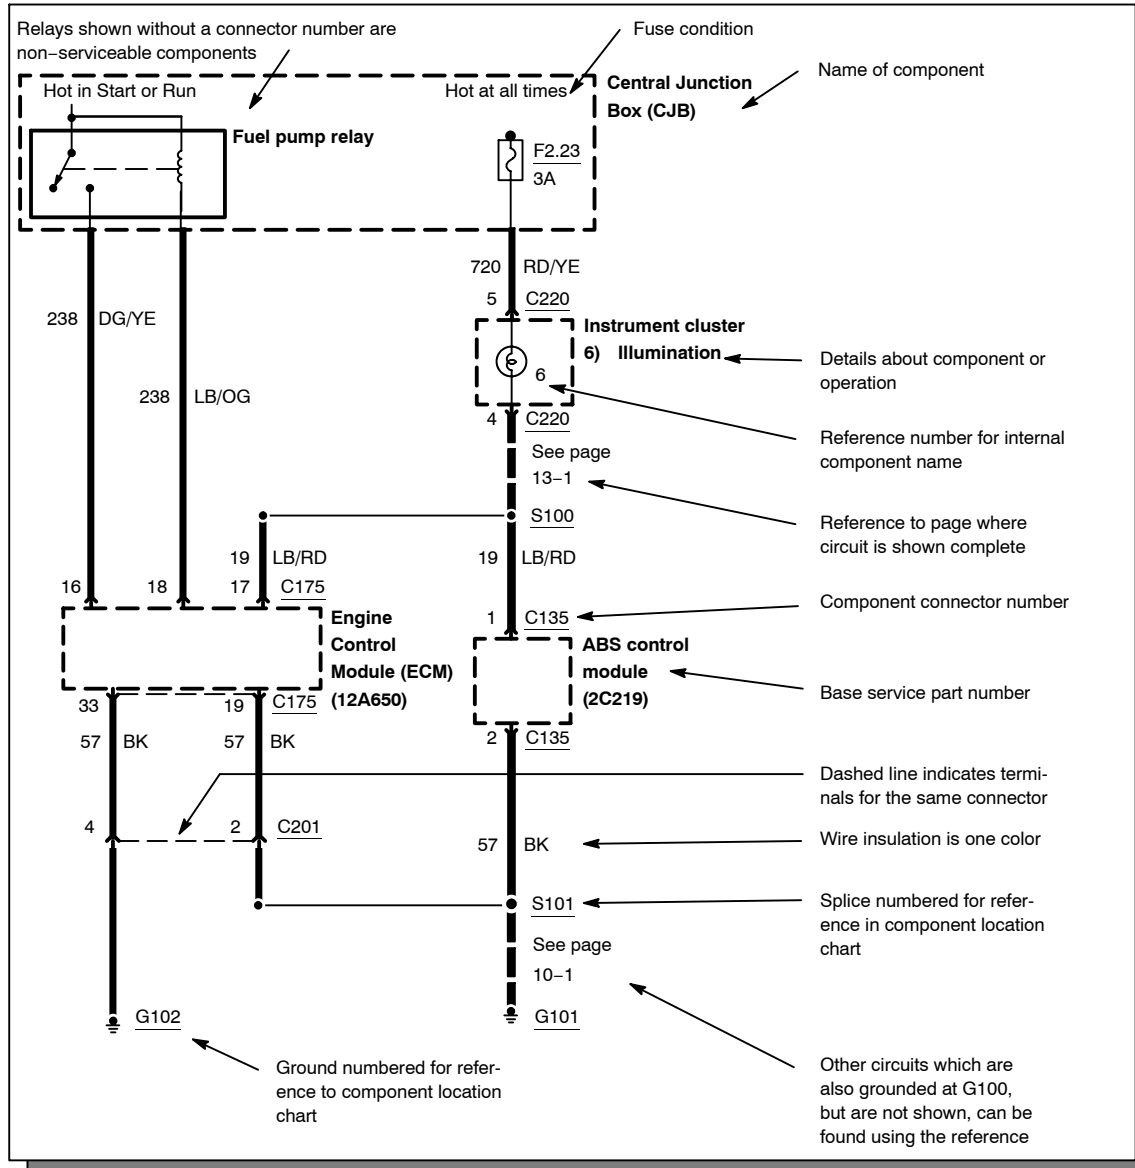 Relays shown without a connector number are
non−serviceable components
Fuse condition
Name of component
Hot in Start or Run
Hot at all times
Central Junction
Box (CJB)
Fuel pump relay
F2.23
3A
720 RD/YE
5 C220
238 DG/YE
Instrument cluster
6) Illumination
6
Details about component or
operation
238 LB/OG
4 C220
Reference number for internal
component name
See page
13−1
S100
Reference to page where
circuit is shown complete
19 LB/RD
19 LB/RD
16
18
17 C175
1 C135
Component connector number
Engine
Control
Module (ECM)
(12A650)
ABS control
module
(2C219)
Base service part number
33
19 C175
2 C135
57 BK
57 BK
Dashed line indicates termi-
nals for the same connector
4
2 C201
57 BK
Wire insulation is one color
S101
Splice numbered for refer-
ence in component location
chart
See page
10−1
G102
G101
Ground numbered for refer-
ence to component location
chart
Other circuits which are
also grounded at G100,
but are not shown, can be
found using the reference